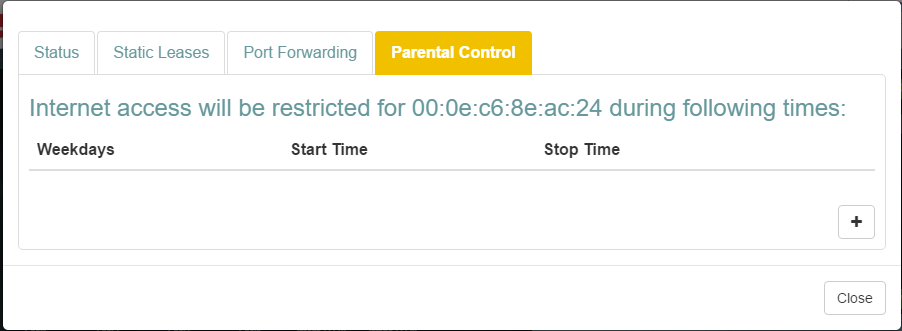 Status Static Leases Port Forwarding Parental Control
Internet access will be restricted for 00:0e:c6:8e:ac:24 during following times:
Weekdays Start Time Stop Time
+
Close